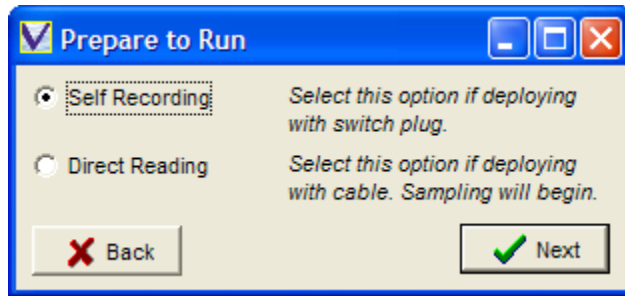 Prepare to Run
Self Recording
Select this option if deploying
with switch plug.
Direct Reading
Select this option if deploying
with cable. Sampling will begin.
Back
Next